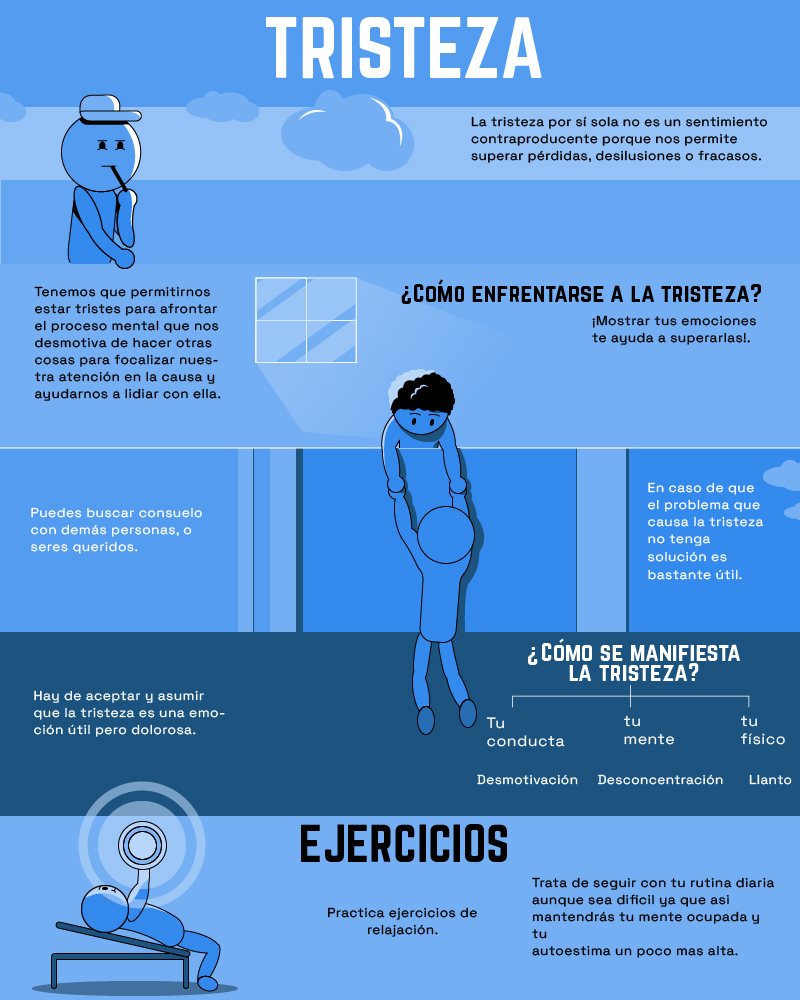 TRISTEZA
La tristeza por sí sola no es un sentimiento
contraproducente porque nos permite
superar pérdidas, desilusiones o fracasos.
Tenemos que permitirnos
estar tristes para afrontar
el proceso mental que nos
desmotiva de hacer otras
cosas para focalizar nues-
tra atención en la causa y
ayudarnos a lidiar con ella.
¿CÓMO ENFRENTARSE A LA TRISTEZA?
¡Mostrar tus emociones
te ayuda a superarlas!.
Puedes buscar consuelo
con demás personas, o
seres queridos.
En caso de que
el problema que
causa la tristeza
no tenga
solución es
bastante útil.
Hay de aceptar y asumir
que la tristeza es una emo-
ción útil pero dolorosa.
¿CÓMO SE MANIFIESTA
LA TRISTEZA?
Tu
conducta
tu
mente
tu
físico
Desmotivación
Desconcentración
Llanto
EJERCICIOS
Practica ejercicios de
relajación.
Trata de seguir con tu rutina diaria
aunque sea dificil ya que asi
mantendrás tu mente ocupada y
tu
autoestima un poco mas alta.